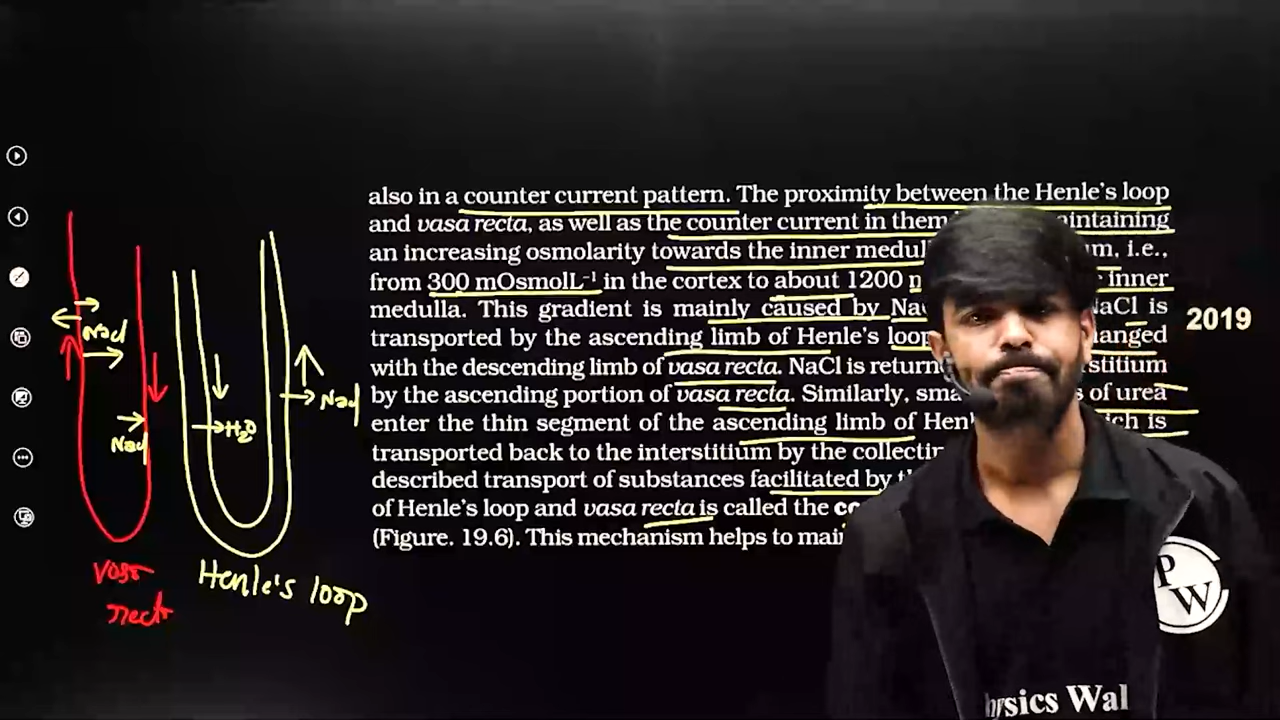 also in a counter current pattern. The proximity between the Henle's loop
and vasa recta, as well as the counter current in them
an increasing osmolarity towards the inner i.e.,
from 300 mOsmolL⁻¹ in the cortex to about 1200 inner
medulla. This gradient is mainly caused by NaCl is
transported by the ascending limb of Henle's
with the descending limb of vasa recta. NaCl is
by the ascending portion of vasa recta. Similarly, of urea
enter the thin segment of the ascending limb of is
transported back to the interstitium by the
described transport of substances facilitated by
of Henle's loop and vasa recta is called the
(Figure. 19.6). This mechanism helps to
2019
NaCl
NaCl
H₂O
NaCl
Vasa
recta
Henle's loop
PW